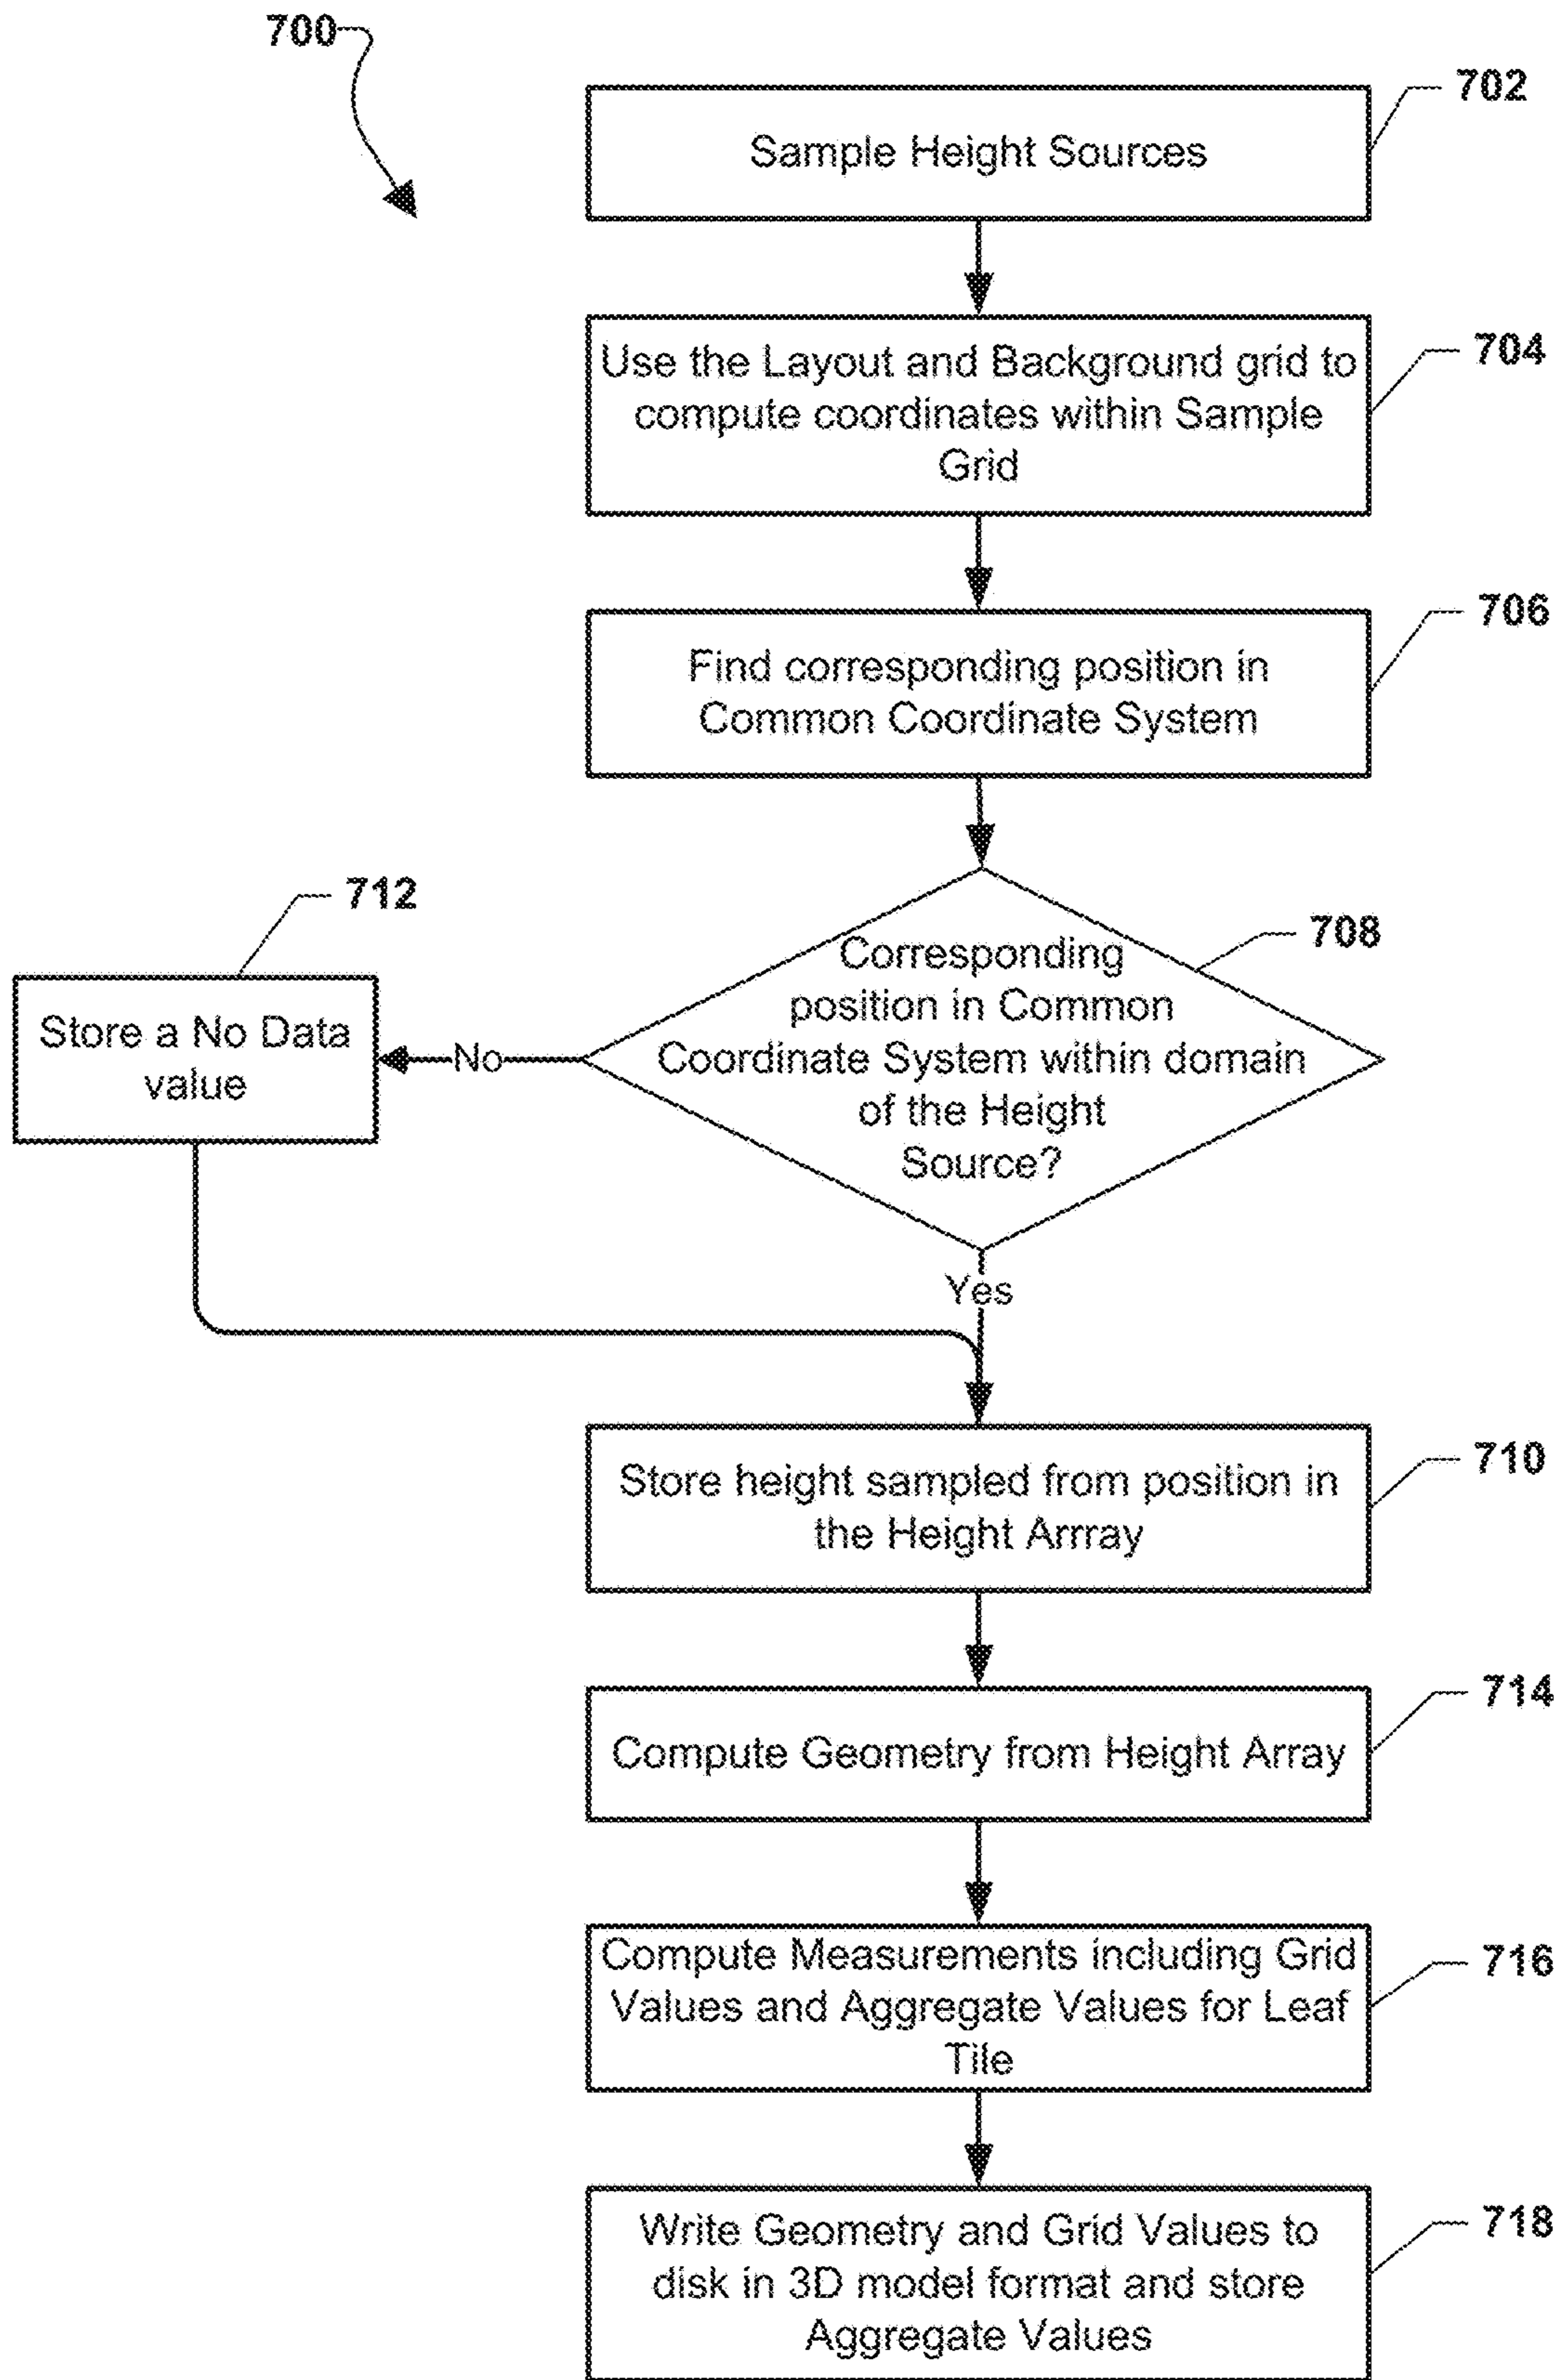 700
702
Sample Height Sources
704
Use the Layout and Background grid to
compute coordinates within Sample
Grid
706
Find corresponding position in
Common Coordinate System
712
708
Corresponding
position in Common
Coordinate System within domain
of the Height
Source?
Store a No Data
value
No
Yes
710
Store height sampled from position in
the Height Arrray
714
Compute Geometry from Height Array
716
Compute Measurements including Grid
Values and Aggregate Values for Leaf
Tile
718
Write Geometry and Grid Values to
disk in 3D model format and store
Aggregate Values